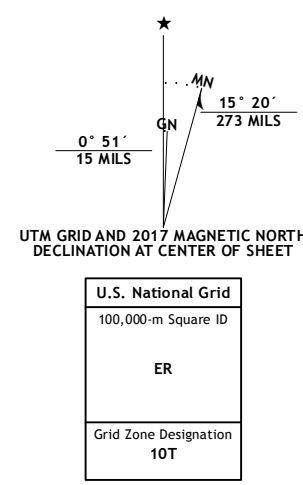 ★
MN
GN
15° 20´
273 MILS
0° 51´
15 MILS
UTM GRID AND 2017 MAGNETIC NORTH
DECLINATION AT CENTER OF SHEET
U.S. National Grid
100,000-m Square ID
ER
Grid Zone Designation
10T